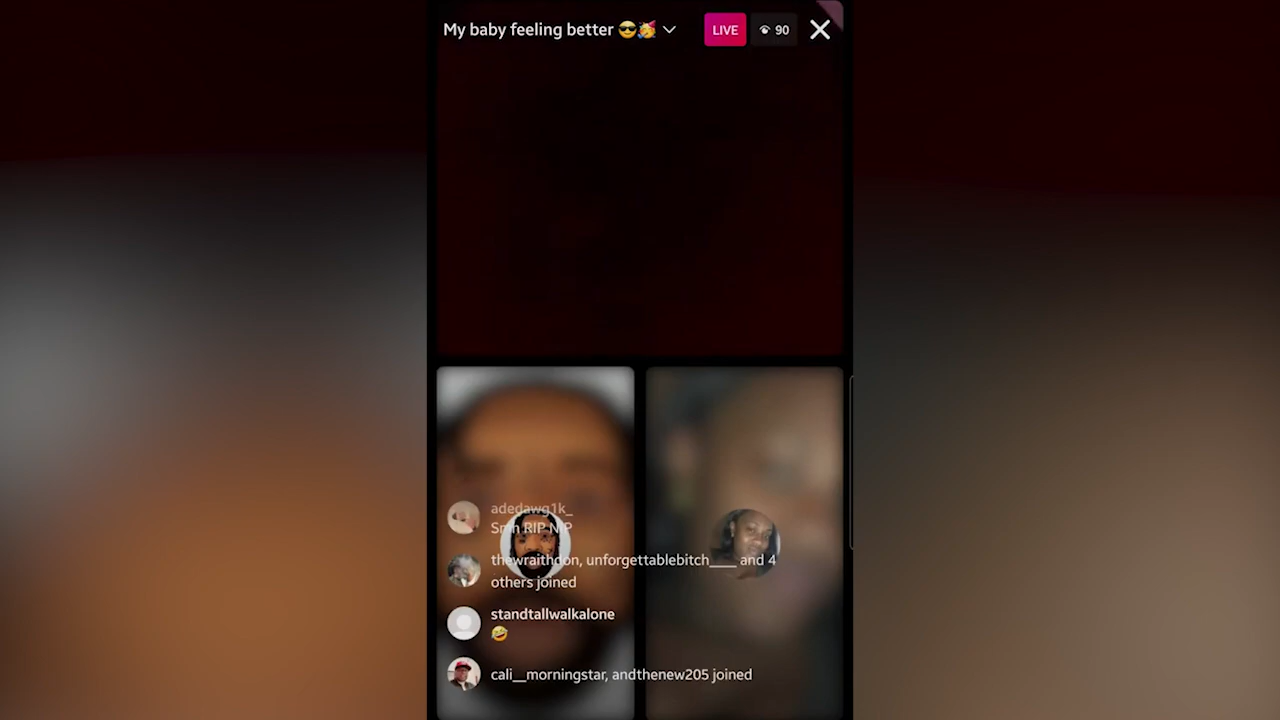 My baby feeling better 😎🥳
LIVE
90
adedawg1k_
Smh RIP NIP
thewraithdon, unforgettablebitch____ and 4
others joined
standtallwalkalone
🤣
cali__morningstar, andthenew205 joined